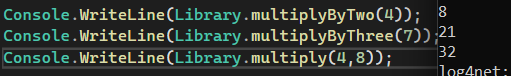 Console.WriteLine(Library.multiplyByTwo(4));
Console.WriteLine(Library.multiplyByThree(7));
Console.WriteLine(Library.multiply(4,8));
8
21
32
log4net: